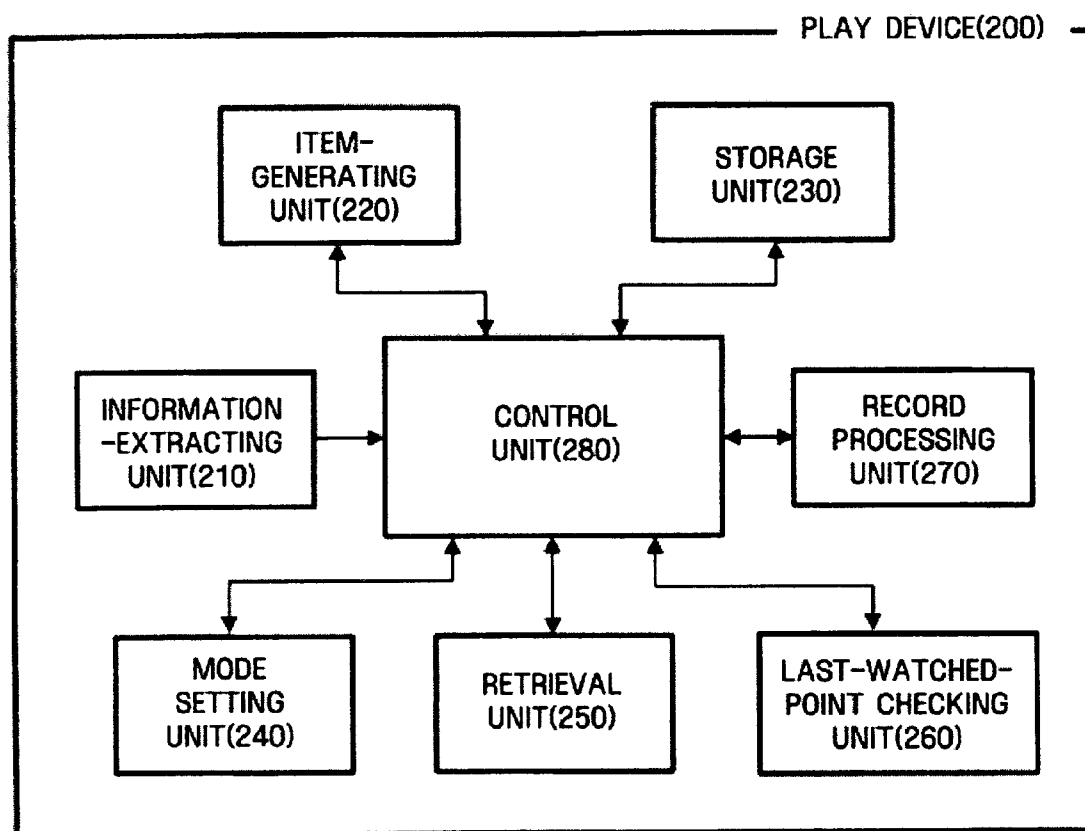 PLAY DEVICE(200)
ITEM-
GENERATING
UNIT(220)
STORAGE
UNIT(230)
INFORMATION
-EXTRACTING
UNIT(210)
CONTROL
UNIT(280)
RECORD
PROCESSING
UNIT(270)
MODE
SETTING
UNIT(240)
RETRIEVAL
UNIT(250)
LAST-WATCHED-
POINT CHECKING
UNIT(260)